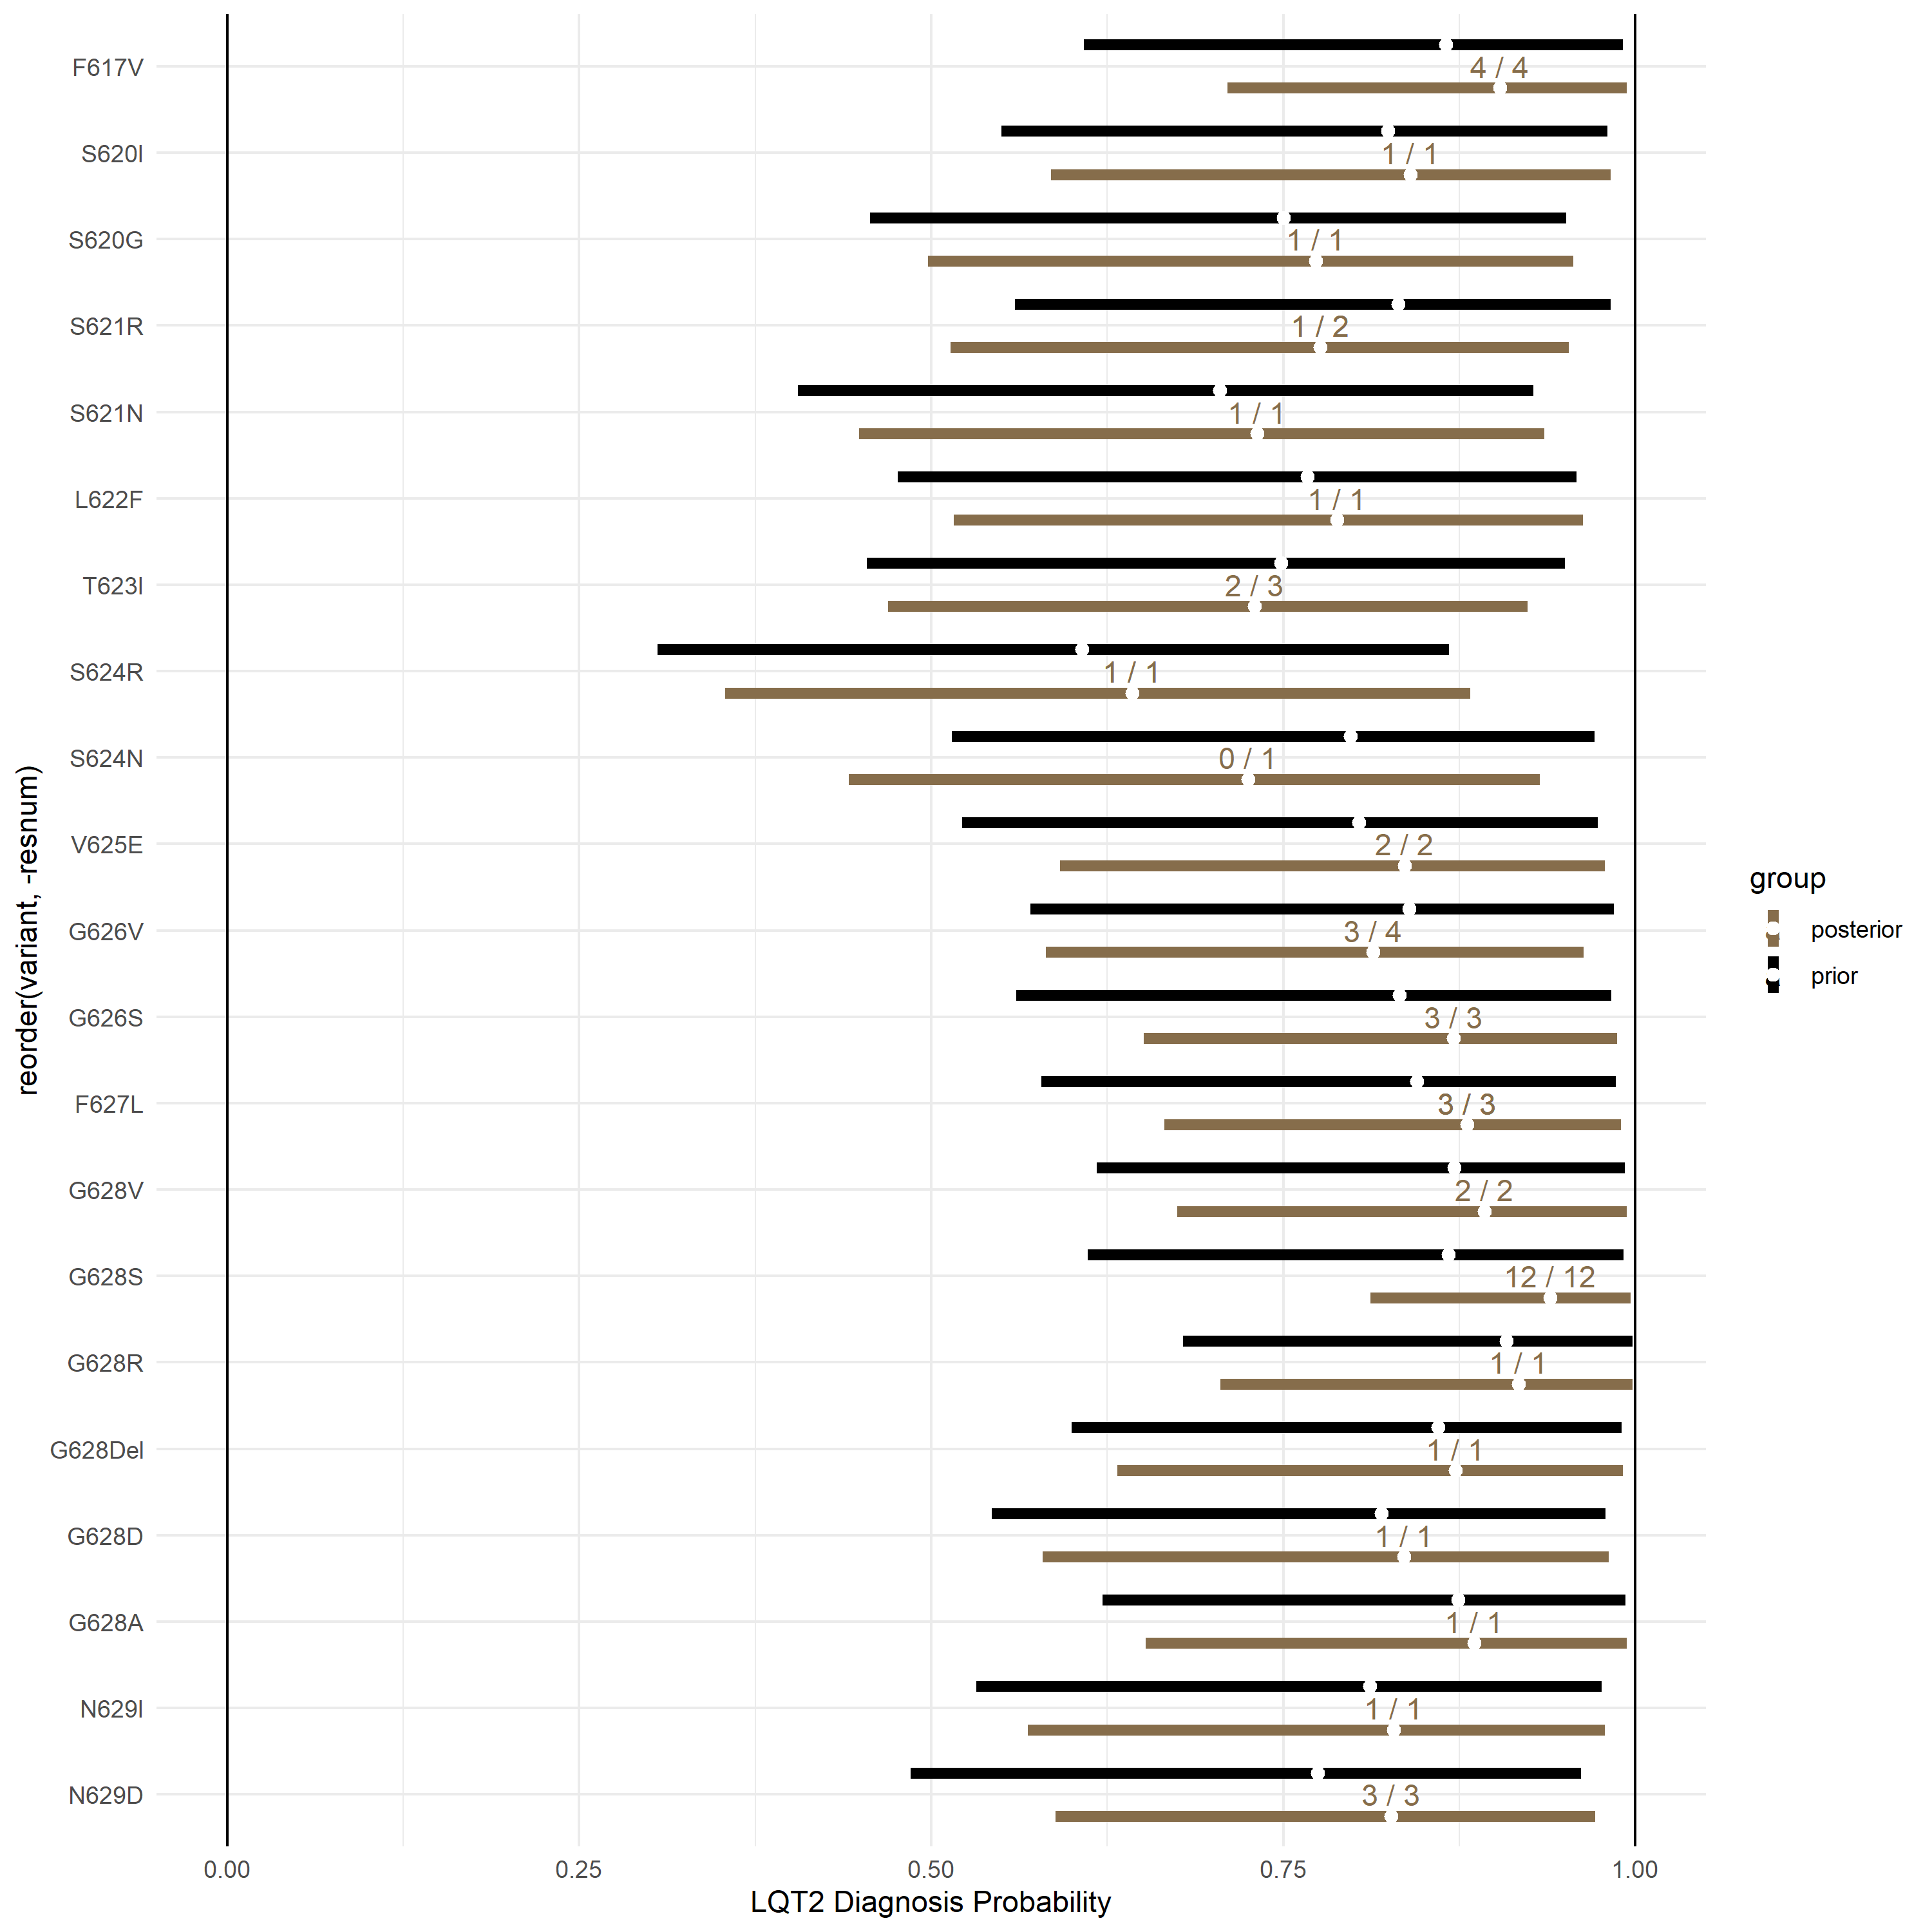 F617V
4 / 4
S620I
1 / 1
S620G
1 / 1
S621R
1 / 2
S621N
1 / 1
L622F
1 / 1
T623I
2 / 3
S624R
1 / 1
S624N
0 / 1
V625E
2 / 2
G626V
3 / 4
G626S
3 / 3
F627L
3 / 3
G628V
2 / 2
G628S
12 / 12
G628R
1 / 1
G628Del
1 / 1
G628D
1 / 1
G628A
1 / 1
N629I
1 / 1
N629D
3 / 3
reorder(variant, -resnum)
0.00 0.25 0.50 0.75 1.00
LQT2 Diagnosis Probability
group
posterior
prior